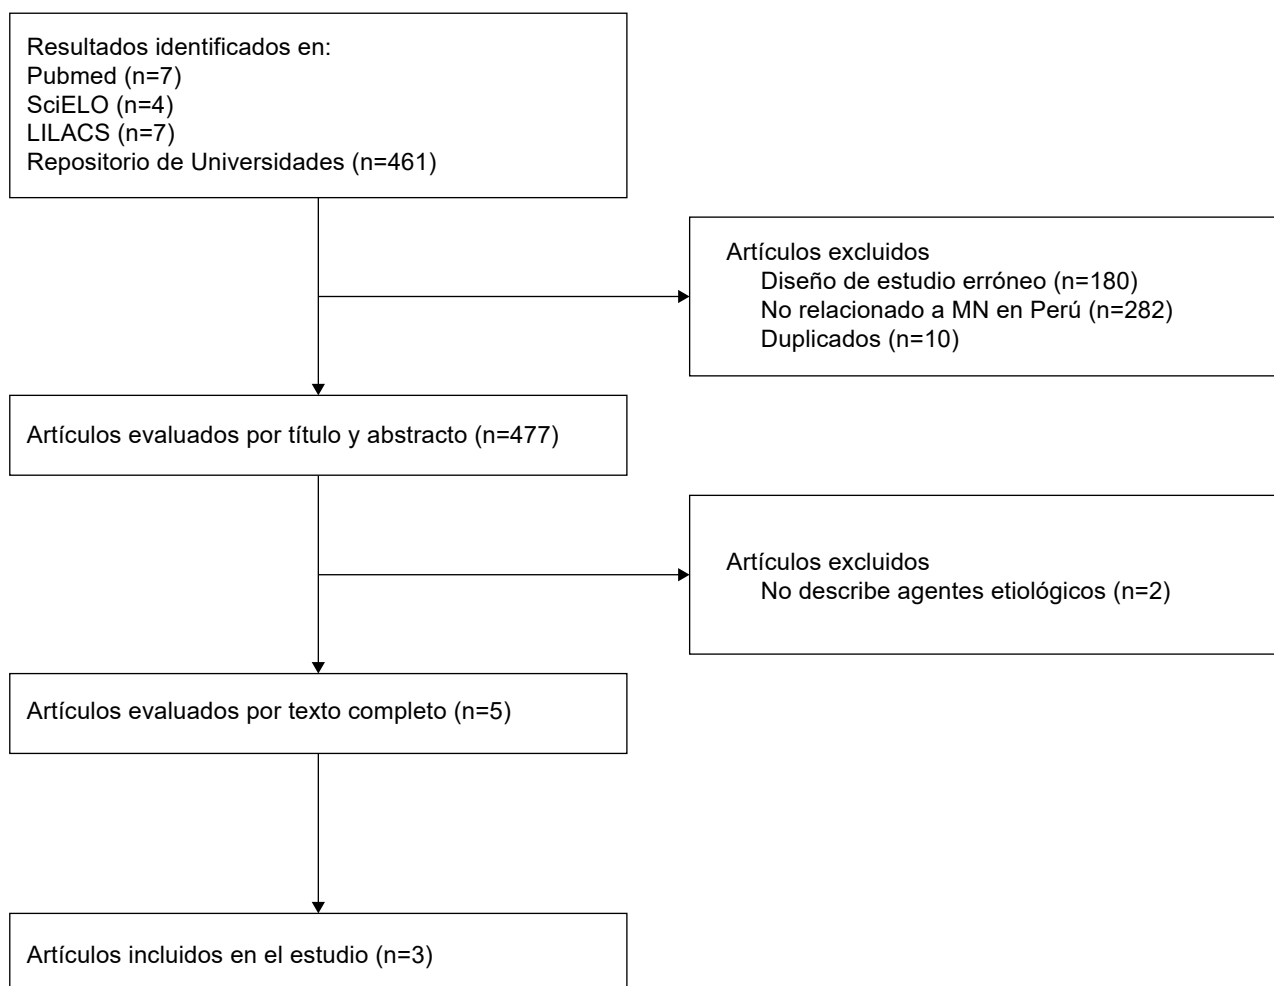 Resultados identificados en:
Pubmed (n=7)
SciELO (n=4)
LILACS (n=7)
Repositorio de Universidades (n=461)
Artículos excluidos
Diseño de estudio erróneo (n=180)
No relacionado a MN en Perú (n=282)
Duplicados (n=10)
Artículos evaluados por título y abstracto (n=477)
Artículos excluidos
No describe agentes etiológicos (n=2)
Artículos evaluados por texto completo (n=5)
Artículos incluidos en el estudio (n=3)